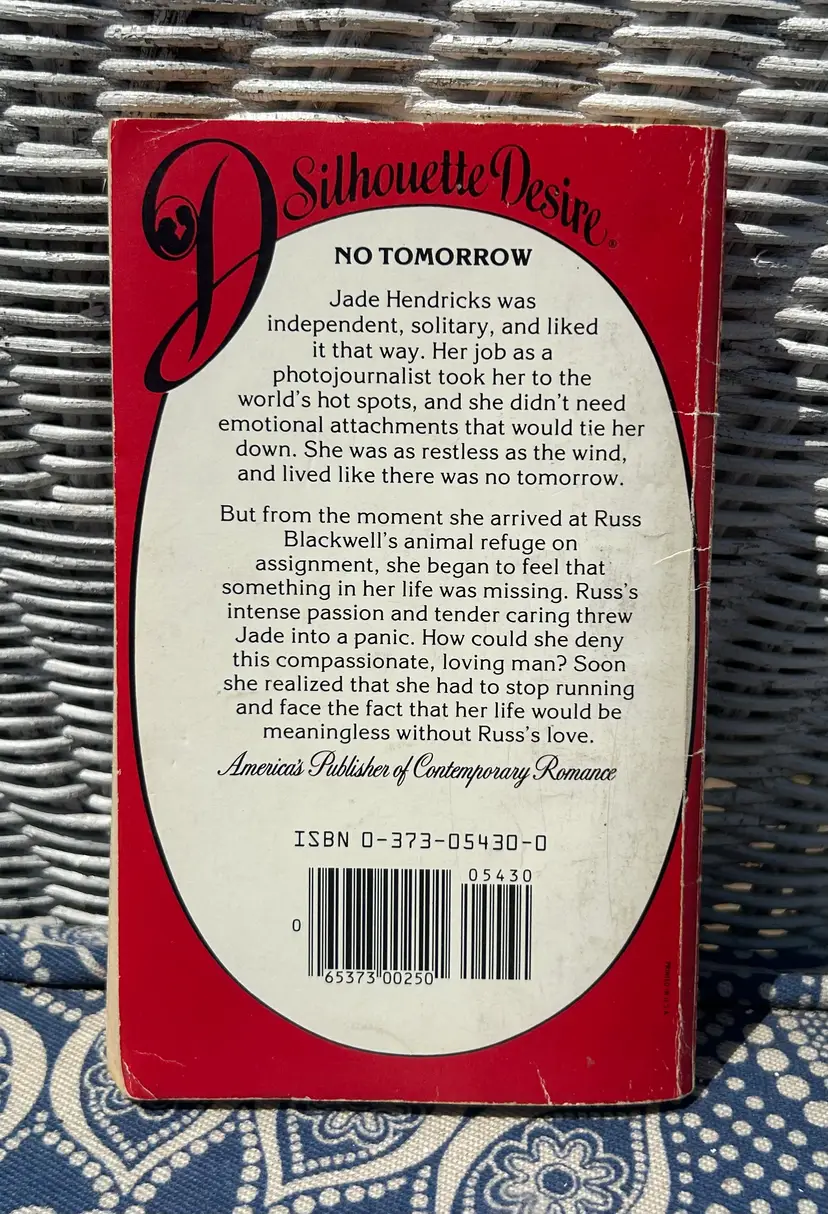 Silhouette Desire®
NO TOMORROW
Jade Hendricks was
independent, solitary, and liked
it that way. Her job as a
photojournalist took her to the
world's hot spots, and she didn't need
emotional attachments that would tie her
down. She was as restless as the wind,
and lived like there was no tomorrow.
But from the moment she arrived at Russ
Blackwell's animal refuge on
assignment, she began to feel that
something in her life was missing. Russ's
intense passion and tender caring threw
Jade into a panic. How could she deny
this compassionate, loving man? Soon
she realized that she had to stop running
and face the fact that her life would be
meaningless without Russ's love.
America's Publisher of Contemporary Romance
ISBN 0-373-05430-0
05430
0
65373 00250
PRINTED IN U.S.A.